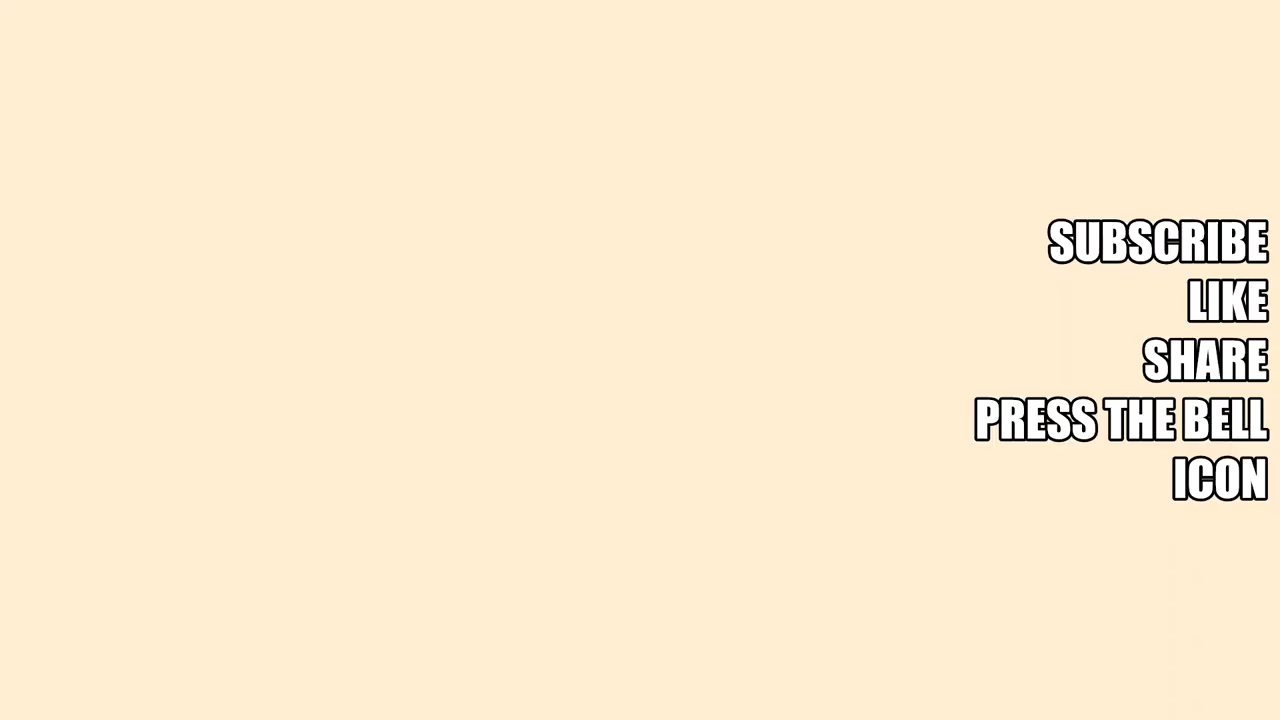 SUBSCRIBE
LIKE
SHARE
PRESS THE BELL
ICON